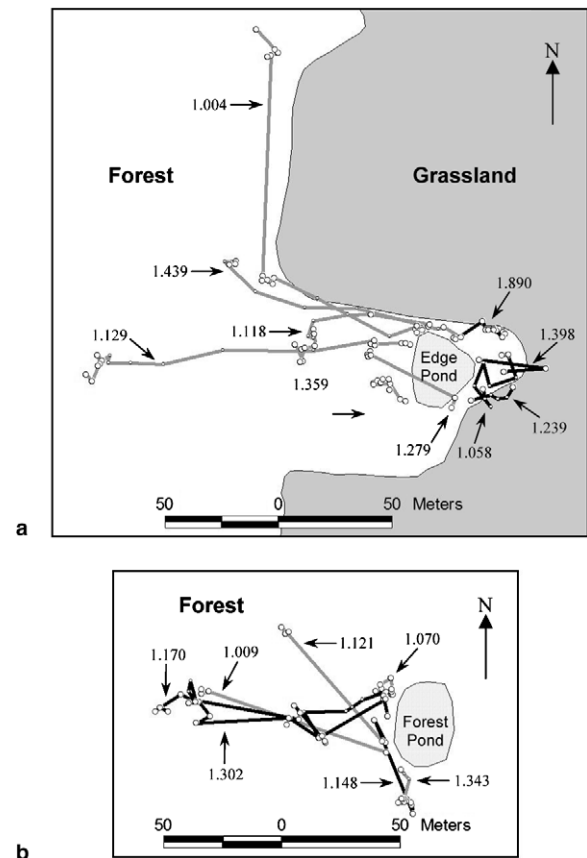 N
1.004
Forest
Grassland
1.439
1.890
1.129
1.118
1.398
Edge
Pond
1.359
1.279
1.058
1.239
50 0 50 Meters
a
Forest
N
1.121
1.170
1.009
1.070
Forest
Pond
1.302
1.148
1.343
50 0 50 Meters
b